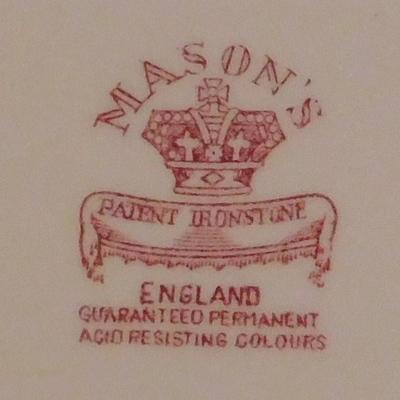 MASON'S
PATENT IRONSTONE
ENGLAND
GUARANTEED PERMANENT
ACID RESISTING COLOURS